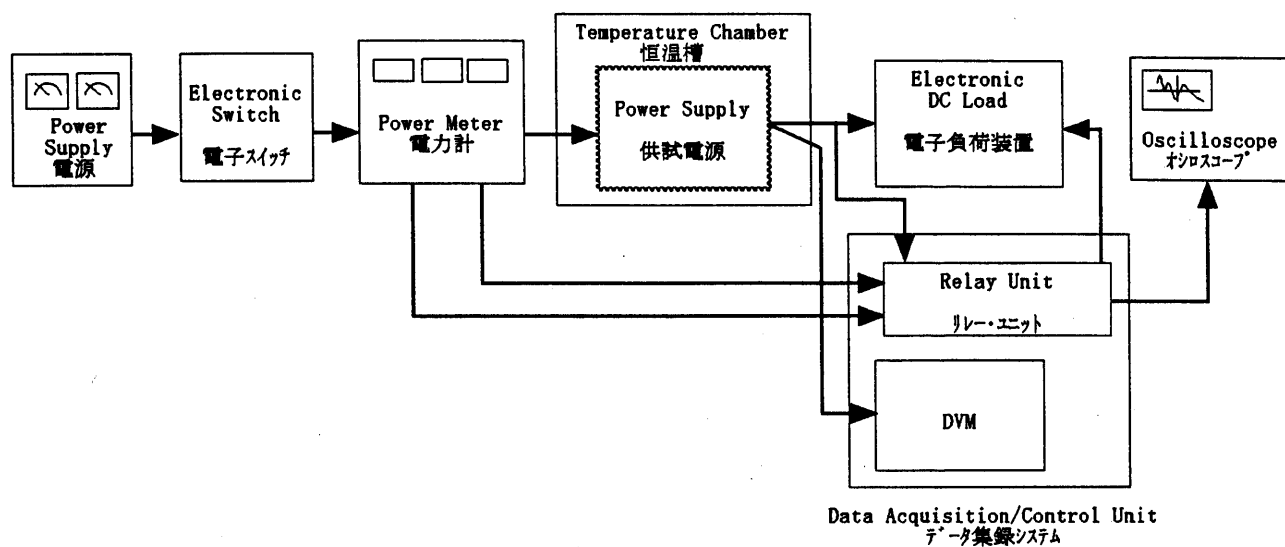 Power
Supply
電源
Electronic
Switch
電子スイッチ
Power Meter
電力計
Temperature Chamber
恒温槽
Power Supply
供試電源
Electronic
DC Load
電子負荷装置
Oscilloscope
オシロスコープ
Relay Unit
リレー・ユニット
DVM
Data Acquisition/Control Unit
データ集録システム